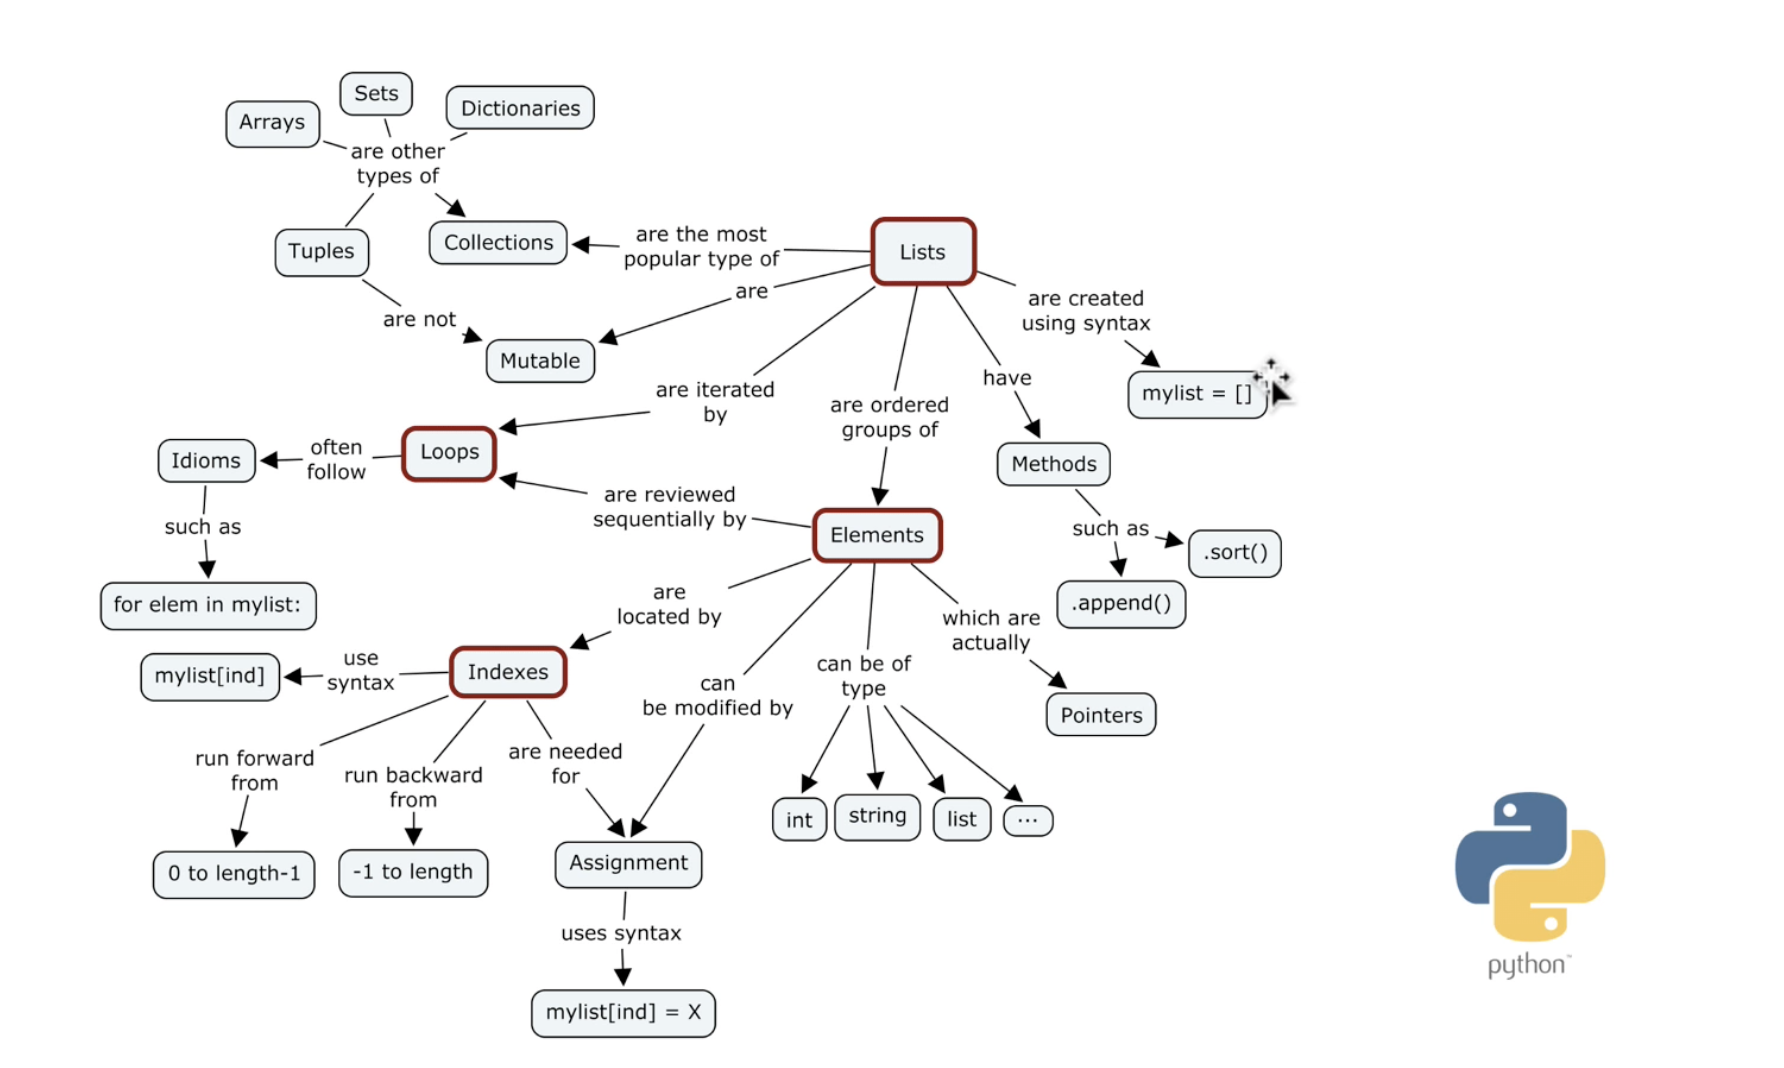 Sets
Dictionaries
Arrays
are other
types of
Tuples
Collections
are the most
popular type of
Lists
are
are not
Mutable
are created
using syntax
mylist = []
have
are iterated
by
are ordered
groups of
Methods
Loops
often
follow
Idioms
such as
for elem in mylist:
are reviewed
sequentially by
Elements
such as
.sort()
.append()
are
located by
which are
actually
Pointers
can be of
type
int
string
list
...
can
be modified by
Indexes
use
syntax
mylist[ind]
run forward
from
0 to length-1
run backward
from
-1 to length
are needed
for
Assignment
uses syntax
mylist[ind] = X
python™